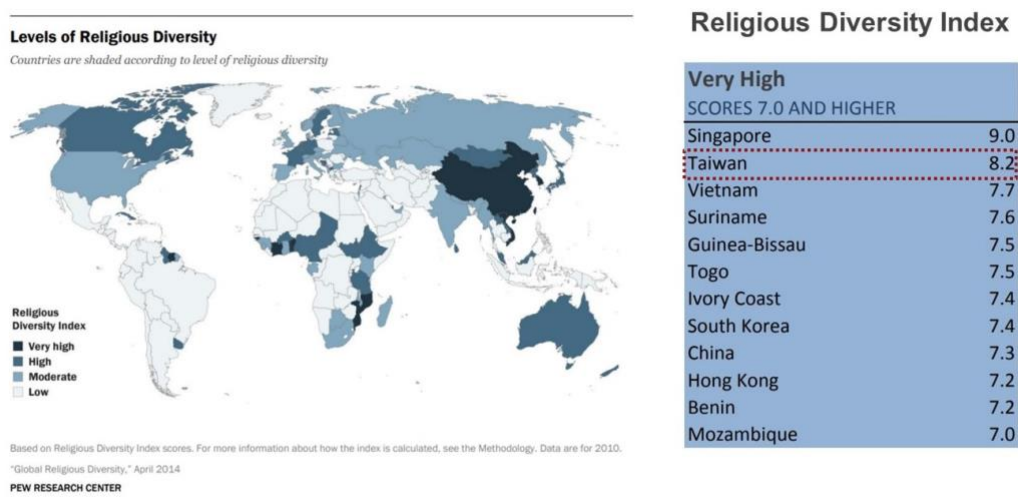 Levels of Religious Diversity
Countries are shaded according to level of religious diversity
Religious
Diversity Index
Very high
High
Moderate
Low
Based on Religious Diversity Index scores. For more information about how the index is calculated, see the Methodology. Data are for 2010.
"Global Religious Diversity," April 2014
PEW RESEARCH CENTER
Religious Diversity Index
Very High
SCORES 7.0 AND HIGHER
Singapore 9.0
Taiwan 8.2
Vietnam 7.7
Suriname 7.6
Guinea-Bissau 7.5
Togo 7.5
Ivory Coast 7.4
South Korea 7.4
China 7.3
Hong Kong 7.2
Benin 7.2
Mozambique 7.0